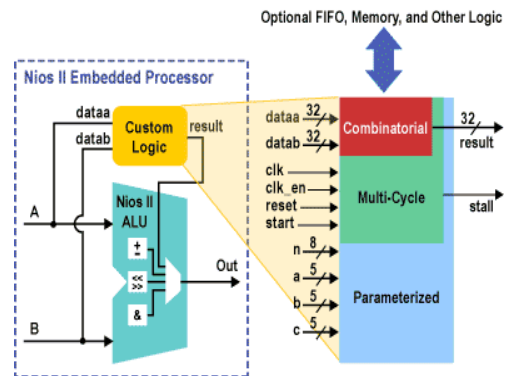 Optional FIFO, Memory, and Other Logic
Nios II Embedded Processor
dataa
datab
Custom
Logic
result
A
Nios II
ALU
+
-
<<
>>
&
Out
B
dataa
32
datab
32
clk
clk_en
reset
start
n
8
a
5
b
5
c
5
Combinatorial
Multi-Cycle
Parameterized
32
result
stall